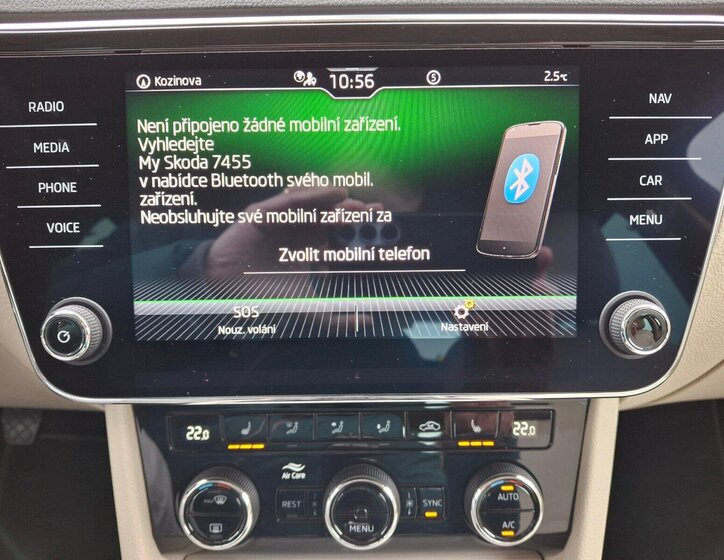 Kozinova
10:56
5
2.5°C
RADIO
MEDIA
PHONE
VOICE
Není připojeno žádné mobilní zařízení.
Vyhledejte
My Skoda 7455
v nabídce Bluetooth svého mobil.
zařízení.
Neobsluhujte své mobilní zařízení za
Zvolit mobilní telefon
SOS
Nouz. volání
Nastavení
NAV
APP
CAR
MENU
22.0
22.0
Air Care
MAX
REST
MENU
SYNC
AUTO
A/C